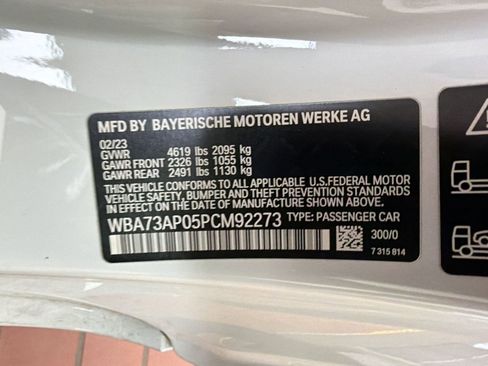 MFD BY BAYERISCHE MOTOREN WERKE AG
02/23
GVWR 4619 lbs 2095 kg
GAWR FRONT 2326 lbs 1055 kg
GAWR REAR 2491 lbs 1130 kg
THIS VEHICLE CONFORMS TO ALL APPLICABLE U.S. FEDERAL MOTOR
VEHICLE SAFETY, BUMPER, AND THEFT PREVENTION STANDARDS IN
EFFECT ON THE DATE OF MANUFACTURE SHOWN ABOVE.
WBA73AP05PCM92273 TYPE: PASSENGER CAR
300/0
7 315 814